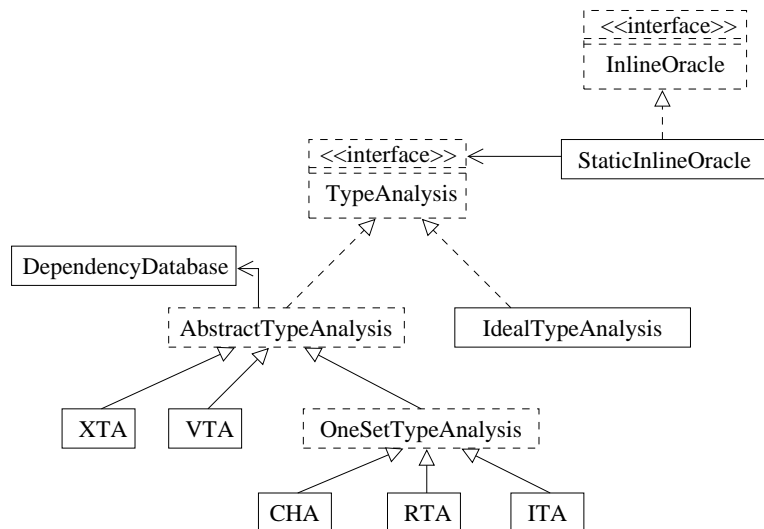 <<interface>>
InlineOracle
<<interface>>
StaticInlineOracle
TypeAnalysis
DependencyDatabase
AbstractTypeAnalysis
IdealTypeAnalysis
XTA
VTA
OneSetTypeAnalysis
CHA
RTA
ITA